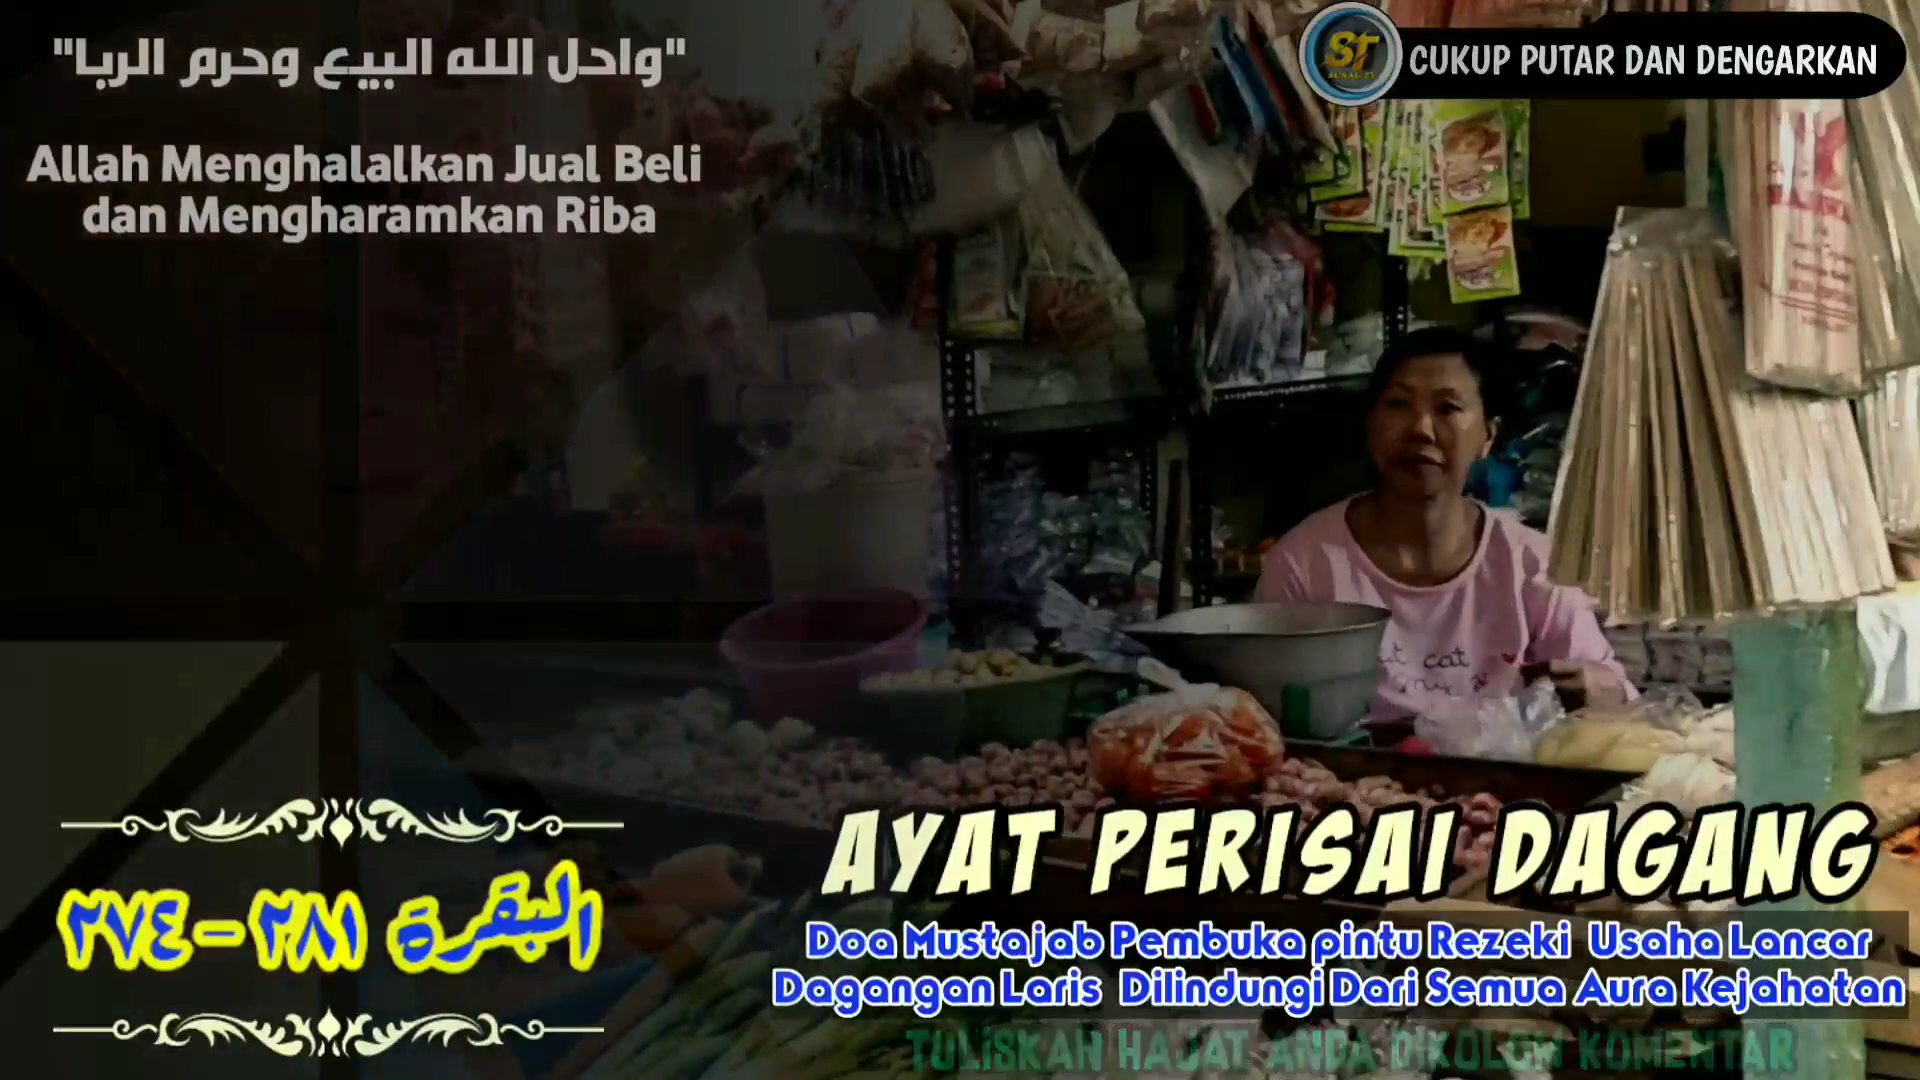 "واحل الله البيع وحرم الربا"
Allah Menghalalkan Jual Beli
dan Mengharamkan Riba
ST
CUKUP PUTAR DAN DENGARKAN
cat
البقرة ٢٨١ - ٢٧٤
AYAT PERISAI DAGANG
Doa Mustajab Pembuka pintu Rezeki Usaha Lancar
Dagangan Laris Dilindungi Dari Semua Aura Kejahatan
TULISKAN HAJAT ANDA DIKOLOM KOMENTAR